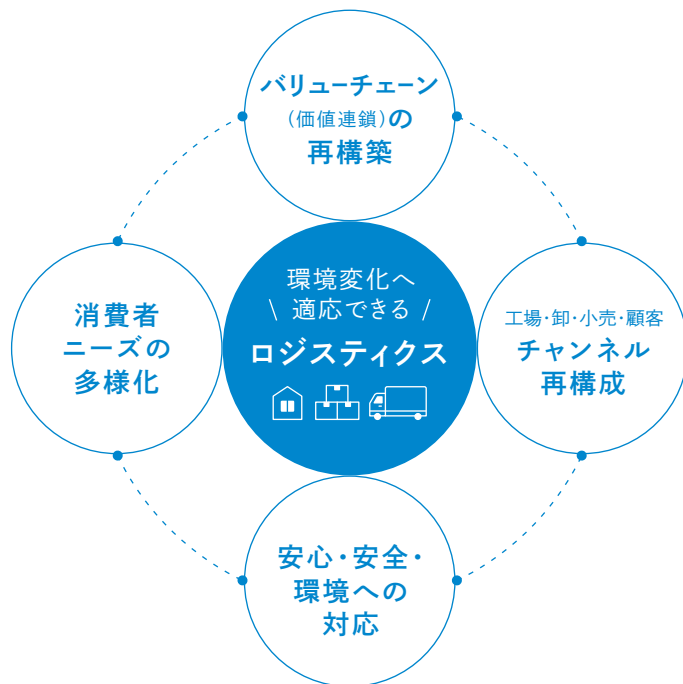 バリューチェーン
(価値連鎖)の
再構築
消費者
ニーズの
多様化
環境変化へ
\ 適応できる /
ロジスティクス
工場・卸・小売・顧客
チャンネル
再構成
安心・安全・
環境への
対応